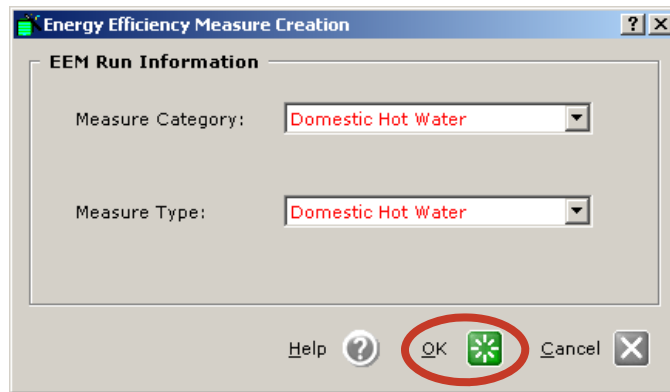 Energy Efficiency Measure Creation
EEM Run Information
Measure Category: Domestic Hot Water
Measure Type: Domestic Hot Water
Help OK Cancel